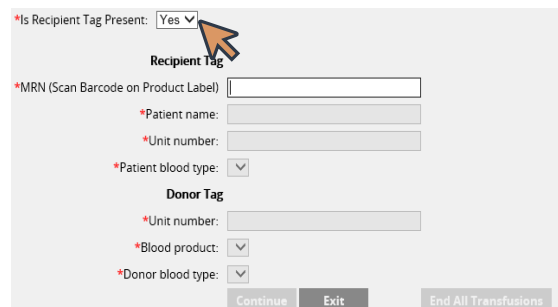 *Is Recipient Tag Present: Yes
Recipient Tag
*MRN (Scan Barcode on Product Label)
*Patient name:
*Unit number:
*Patient blood type:
Donor Tag
*Unit number:
*Blood product:
*Donor blood type:
Continue Exit End All Transfusions